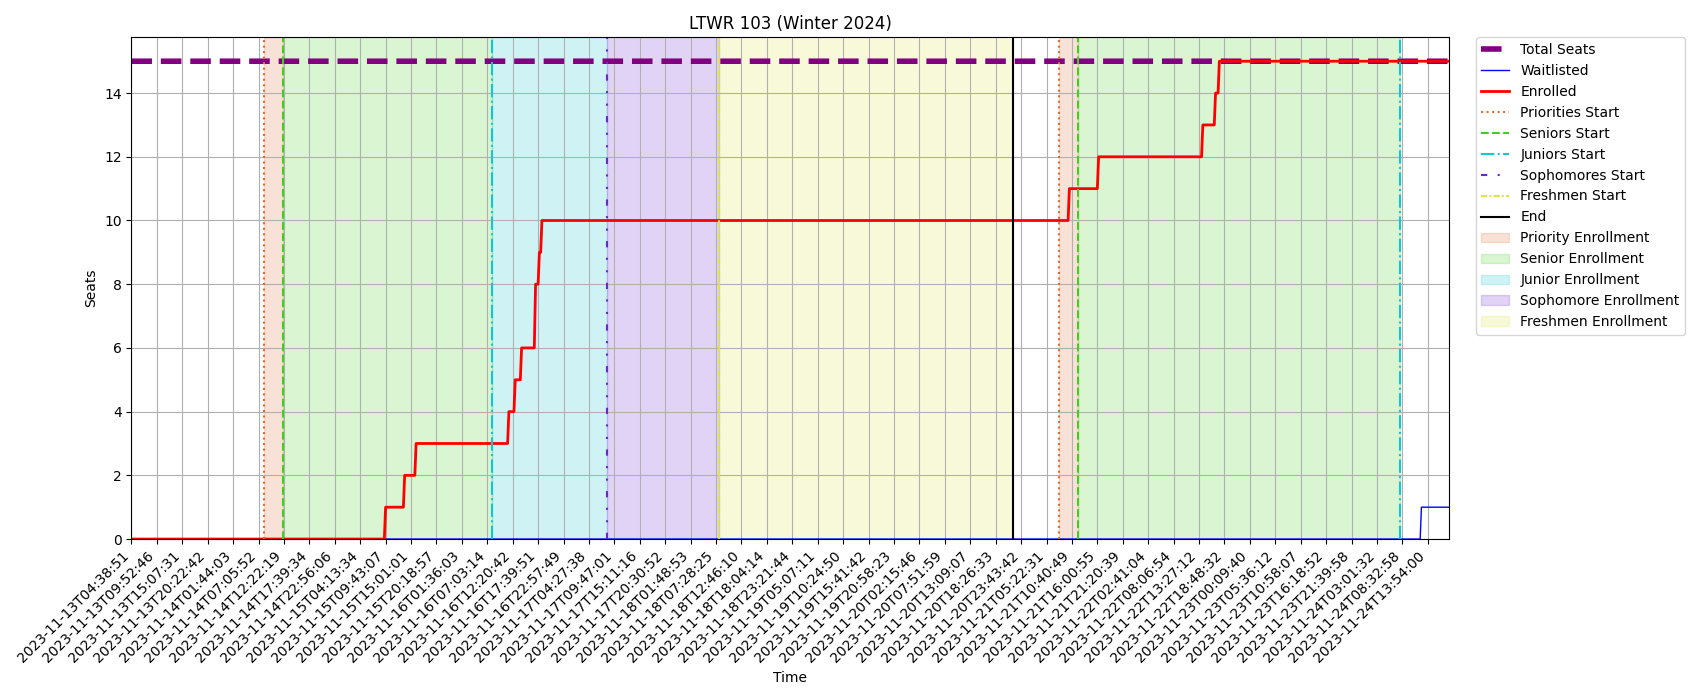 LTWR 103 (Winter 2024)
Total Seats
Waitlisted
Enrolled
Priorities Start
Seniors Start
Juniors Start
Sophomores Start
Freshmen Start
End
Priority Enrollment
Senior Enrollment
Junior Enrollment
Sophomore Enrollment
Freshmen Enrollment
14
12
10
8
6
4
2
0
Seats
2023-11-13T04:38:51
2023-11-13T09:52:46
2023-11-13T15:07:31
2023-11-13T20:22:42
2023-11-14T01:44:03
2023-11-14T07:05:52
2023-11-14T12:22:19
2023-11-14T17:39:34
2023-11-14T22:56:06
2023-11-15T04:13:34
2023-11-15T09:43:07
2023-11-15T15:01:01
2023-11-15T20:18:57
2023-11-16T01:36:03
2023-11-16T07:03:14
2023-11-16T12:20:42
2023-11-16T17:39:51
2023-11-16T22:57:49
2023-11-17T04:27:38
2023-11-17T09:47:01
2023-11-17T15:11:16
2023-11-17T20:30:52
2023-11-18T01:48:53
2023-11-18T07:28:25
2023-11-18T12:46:10
2023-11-18T18:04:14
2023-11-18T23:21:44
2023-11-19T05:07:11
2023-11-19T10:24:50
2023-11-19T15:41:42
2023-11-19T20:58:23
2023-11-20T02:15:46
2023-11-20T07:51:59
2023-11-20T13:09:07
2023-11-20T18:26:33
2023-11-20T23:43:42
2023-11-21T05:22:31
2023-11-21T10:40:49
2023-11-21T16:00:55
2023-11-21T21:20:39
2023-11-22T02:41:04
2023-11-22T08:06:54
2023-11-22T13:27:12
2023-11-22T18:48:32
2023-11-23T00:09:40
2023-11-23T05:36:12
2023-11-23T10:58:07
2023-11-23T16:18:52
2023-11-23T21:39:58
2023-11-24T03:01:32
2023-11-24T08:32:58
2023-11-24T13:54:00
Time